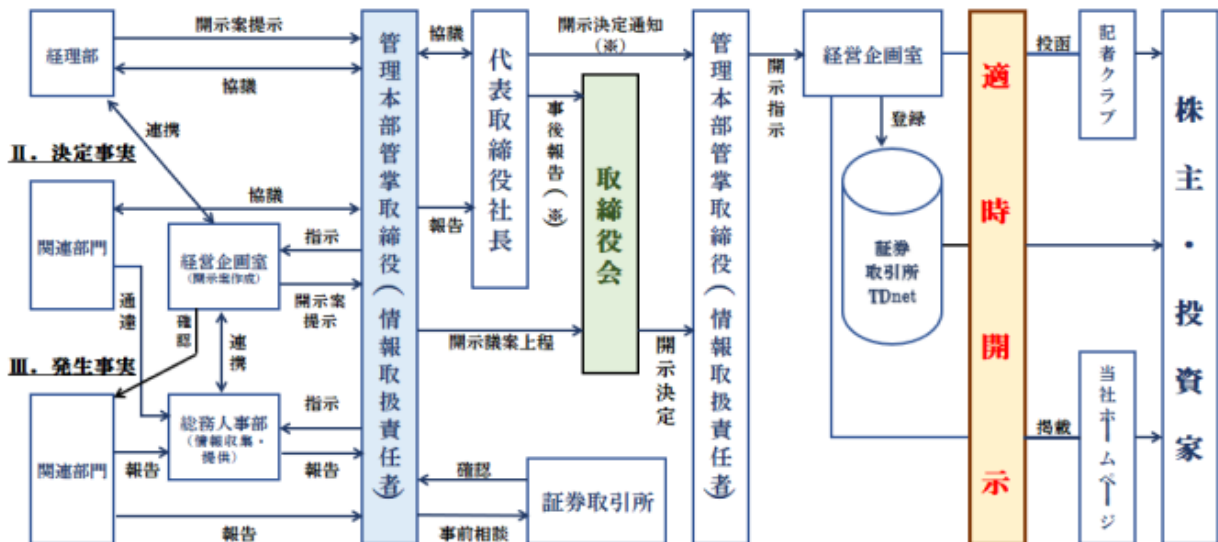 経理部
開示案提示
協議
連携
Ⅱ．決定事実
関連部門
協議
経営企画室
(開示案作成)
指示
開示案
提示
通達
確認
連携
Ⅲ．発生事実
関連部門
総務人事部
(情報収集・
提供)
指示
報告
報告
報告
管理本部管掌取締役(情報取扱責任者)
協議
報告
代表取締役社長
開示決定通知
(※)
事後報告(※)
取締役会
開示議案上程
開示決定
確認
事前相談
証券取引所
管理本部管掌取締役(情報取扱責任者)
開示指示
経営企画室
登録
証券
取引所
TDnet
適時開示
投函
記者クラブ
掲載
当社ホームページ
株主・投資家